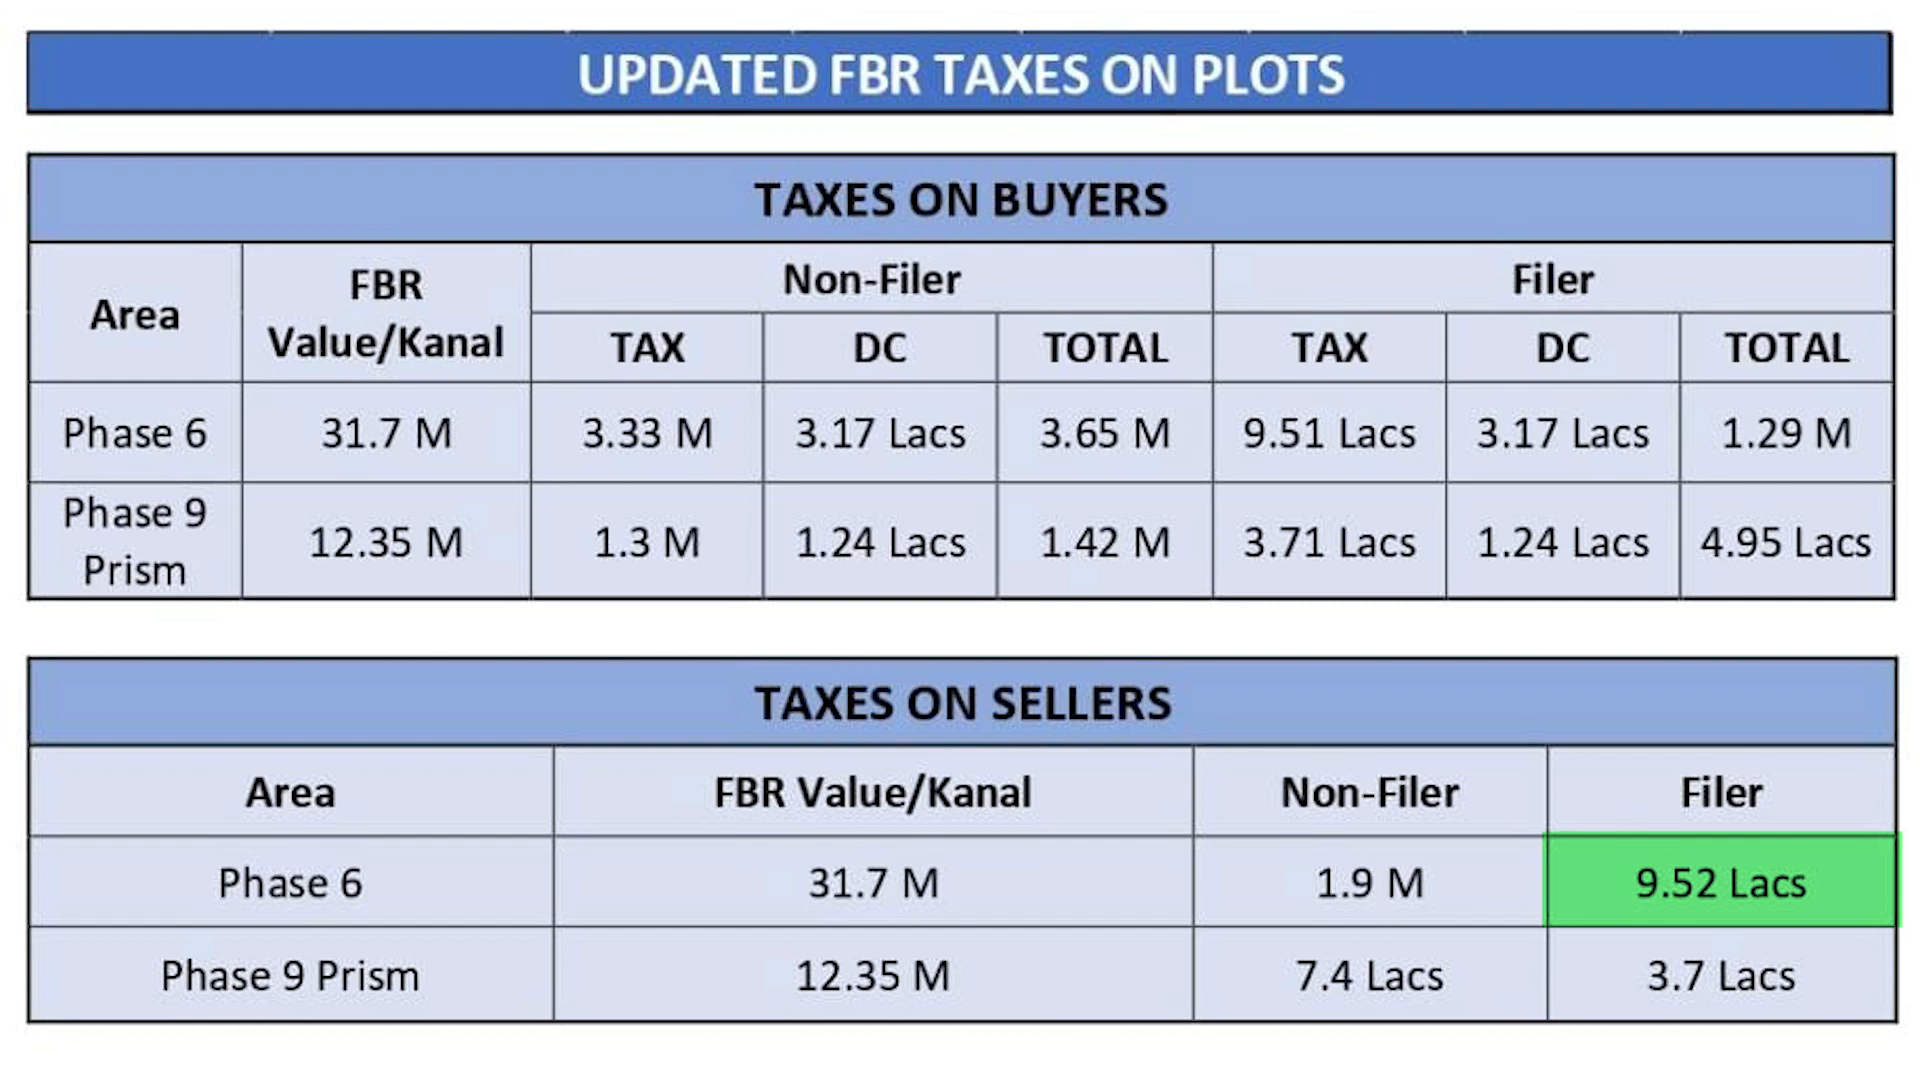 UPDATED FBR TAXES ON PLOTS
TAXES ON BUYERS
Area FBR Value/Kanal Non-Filer Filer
TAX DC TOTAL TAX DC TOTAL
Phase 6 31.7 M 3.33 M 3.17 Lacs 3.65 M 9.51 Lacs 3.17 Lacs 1.29 M
Phase 9 Prism 12.35 M 1.3 M 1.24 Lacs 1.42 M 3.71 Lacs 1.24 Lacs 4.95 Lacs
TAXES ON SELLERS
Area FBR Value/Kanal Non-Filer Filer
Phase 6 31.7 M 1.9 M 9.52 Lacs
Phase 9 Prism 12.35 M 7.4 Lacs 3.7 Lacs